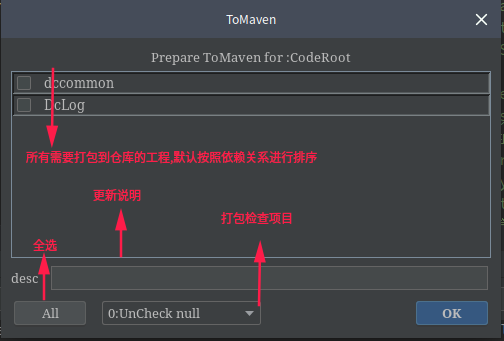 ToMaven
Prepare ToMaven for :CodeRoot
dccommon
DcLog
所有需要打包到仓库的工程,默认按照依赖关系进行排序
更新说明
打包检查项目
全选
desc
All
0:UnCheck null
OK